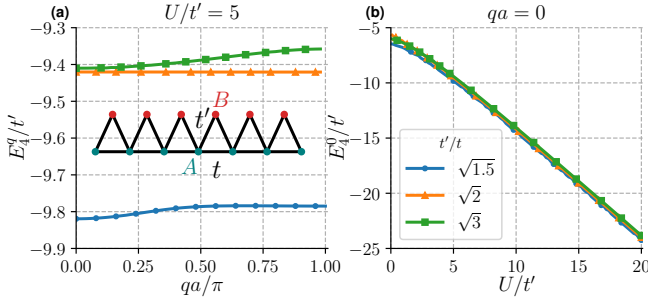 (a) U/t′ = 5
(b) qa = 0
E_4^q/t′
−9.3
−9.4
−9.5
−9.6
−9.7
−9.8
−9.9
B
t′
A
t
0.00 0.25 0.50 0.75 1.00
qa/π
E_4^0/t′
−5
−10
−15
−20
−25
t′/t
√1.5
√2
√3
0 5 10 15 20
U/t′